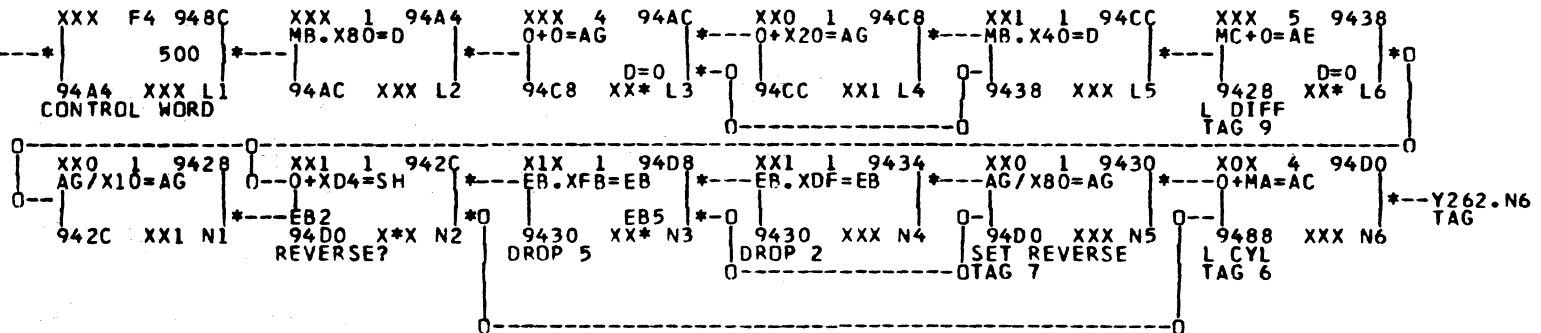 XXX F4 948C XXX 1 94A4 XXX 4 94AC XX0 1 94C8 XX1 1 94CC XXX 5 9438
MB.X80=D 0+0=AG 0+X20=AG MB.X40=D MC+0=AE
500
D=0 D=0
94A4 XXX L1 94AC XXX L2 94C8 XX* L3 94CC XX1 L4 9438 XXX L5 9428 XX* L6
CONTROL WORD L DIFF
TAG 9
XX0 1 9428 XX1 1 942C X1X 1 94D8 XX1 1 9434 XX0 1 9430 X0X 4 94D0
AG/X10=AG 0+XD4=SH EB.XFB=EB EB.XDF=EB AG/X80=AG 0+MA=AC
Y262.N6
EB2 EB5 TAG
942C XX1 N1 94D0 X*X N2 9430 XX* N3 9430 XXX N4 94D0 XXX N5 9488 XXX N6
REVERSE? DROP 5 DROP 2 SET REVERSE L CYL
TAG 7 TAG 6